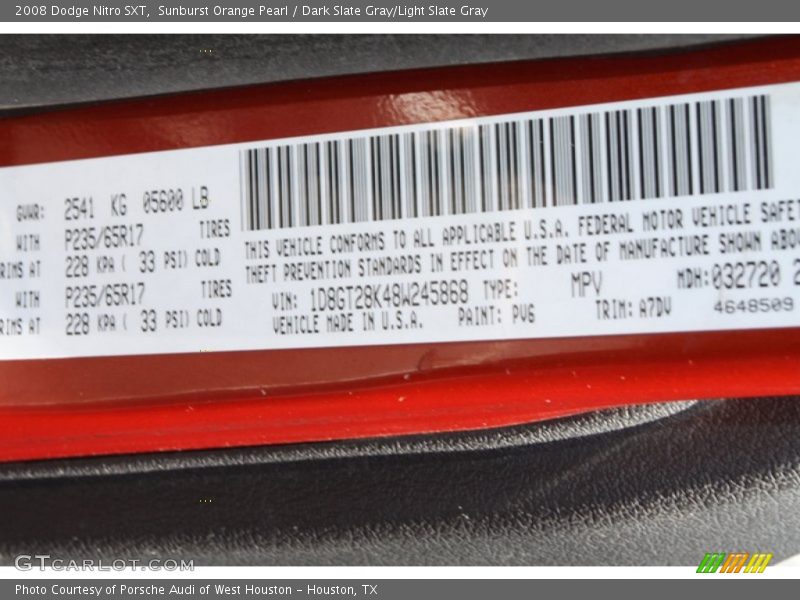 2008 Dodge Nitro SXT, Sunburst Orange Pearl / Dark Slate Gray/Light Slate Gray
GVWR: 2541 KG 05600 LB
WITH P235/65R17 TIRES
RIMS AT 228 KPA ( 33 PSI) COLD
WITH P235/65R17 TIRES
RIMS AT 228 KPA ( 33 PSI) COLD
THIS VEHICLE CONFORMS TO ALL APPLICABLE U.S.A. FEDERAL MOTOR VEHICLE SAFET
THEFT PREVENTION STANDARDS IN EFFECT ON THE DATE OF MANUFACTURE SHOWN ABO
VIN: 1D8GT28K48W245868 TYPE: MPV MDH:032720 2
VEHICLE MADE IN U.S.A. PAINT: PV6 TRIM: A7DV 4648509
GTCARLOT.COM
Photo Courtesy of Porsche Audi of West Houston - Houston, TX